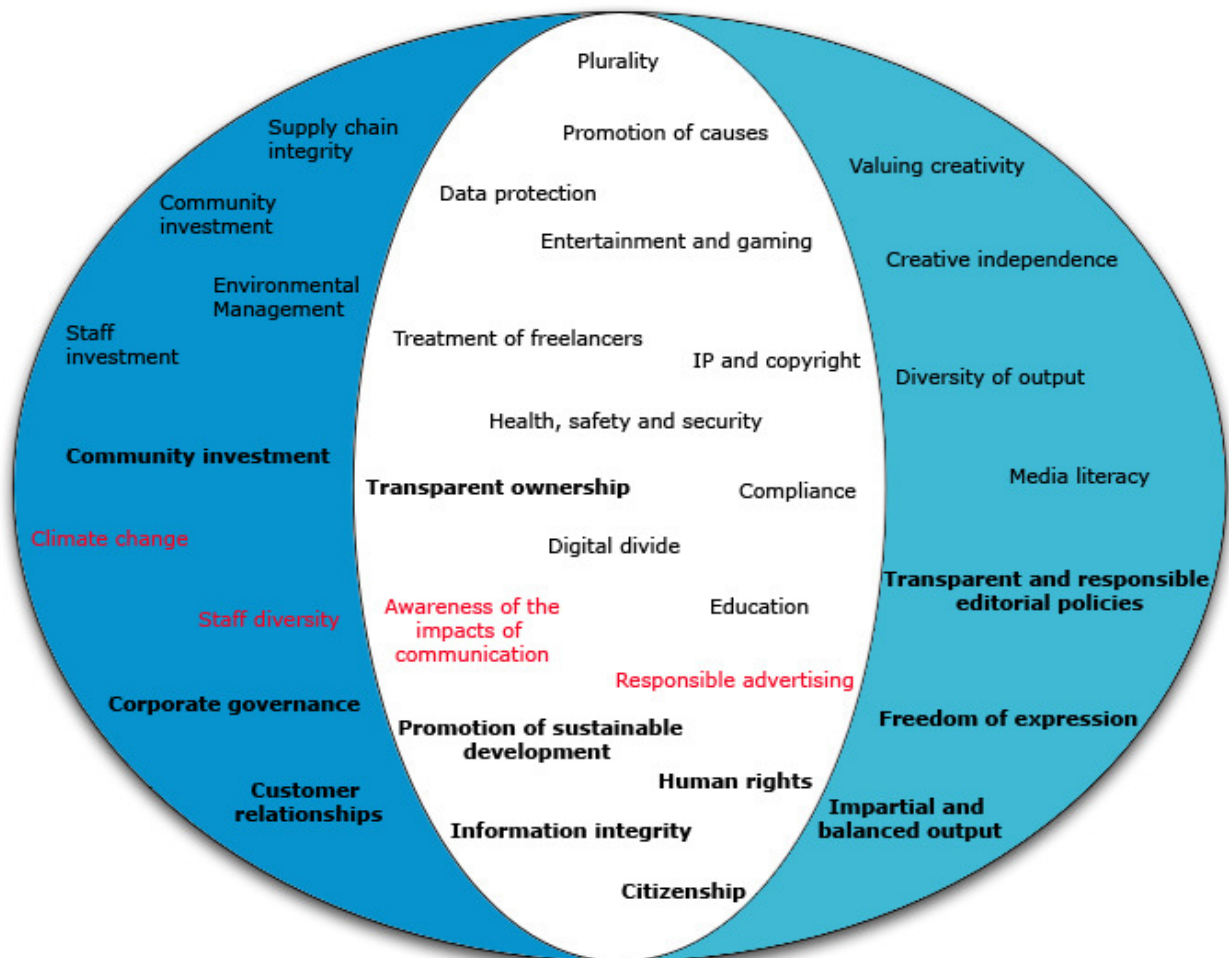 Plurality
Supply chain
integrity
Promotion of causes
Valuing creativity
Community
investment
Data protection
Entertainment and gaming
Creative independence
Environmental
Management
Staff
investment
Treatment of freelancers
IP and copyright
Diversity of output
Health, safety and security
Community investment
Transparent ownership
Compliance
Media literacy
Climate change
Digital divide
Transparent and responsible
editorial policies
Staff diversity
Awareness of the
impacts of
communication
Education
Responsible advertising
Corporate governance
Promotion of sustainable
development
Freedom of expression
Customer
relationships
Human rights
Information integrity
Impartial and
balanced output
Citizenship